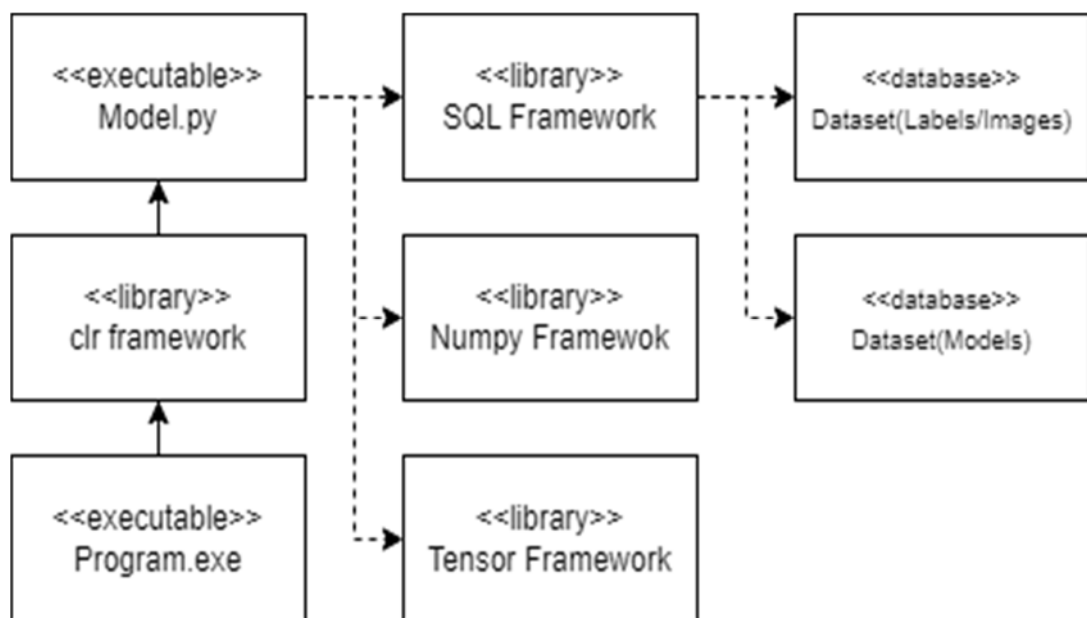 <<executable>>
Model.py
<<library>>
SQL Framework
<<database>>
Dataset(Labels/Images)
<<library>>
clr framework
<<library>>
Numpy Framewok
<<database>>
Dataset(Models)
<<executable>>
Program.exe
<<library>>
Tensor Framework